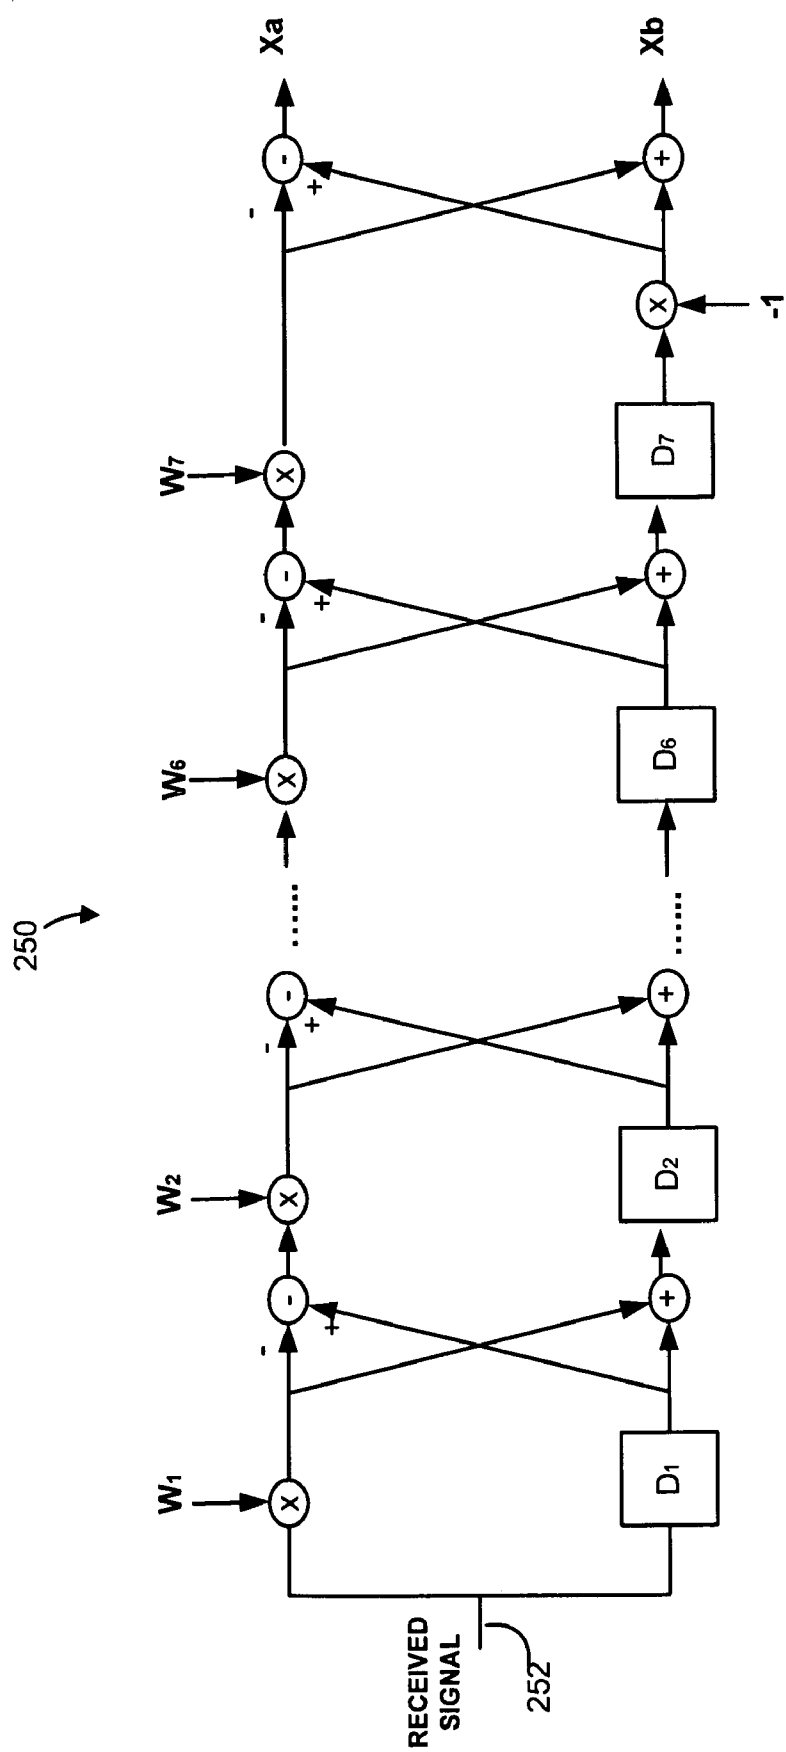 250
RECEIVED
SIGNAL
252
W1
X
D1
-
+
-
+
W2
X
D2
-
+
-
+
......
......
W6
X
D6
-
+
-
+
W7
X
D7
X
-1
-
+
-
+
Xa
Xb